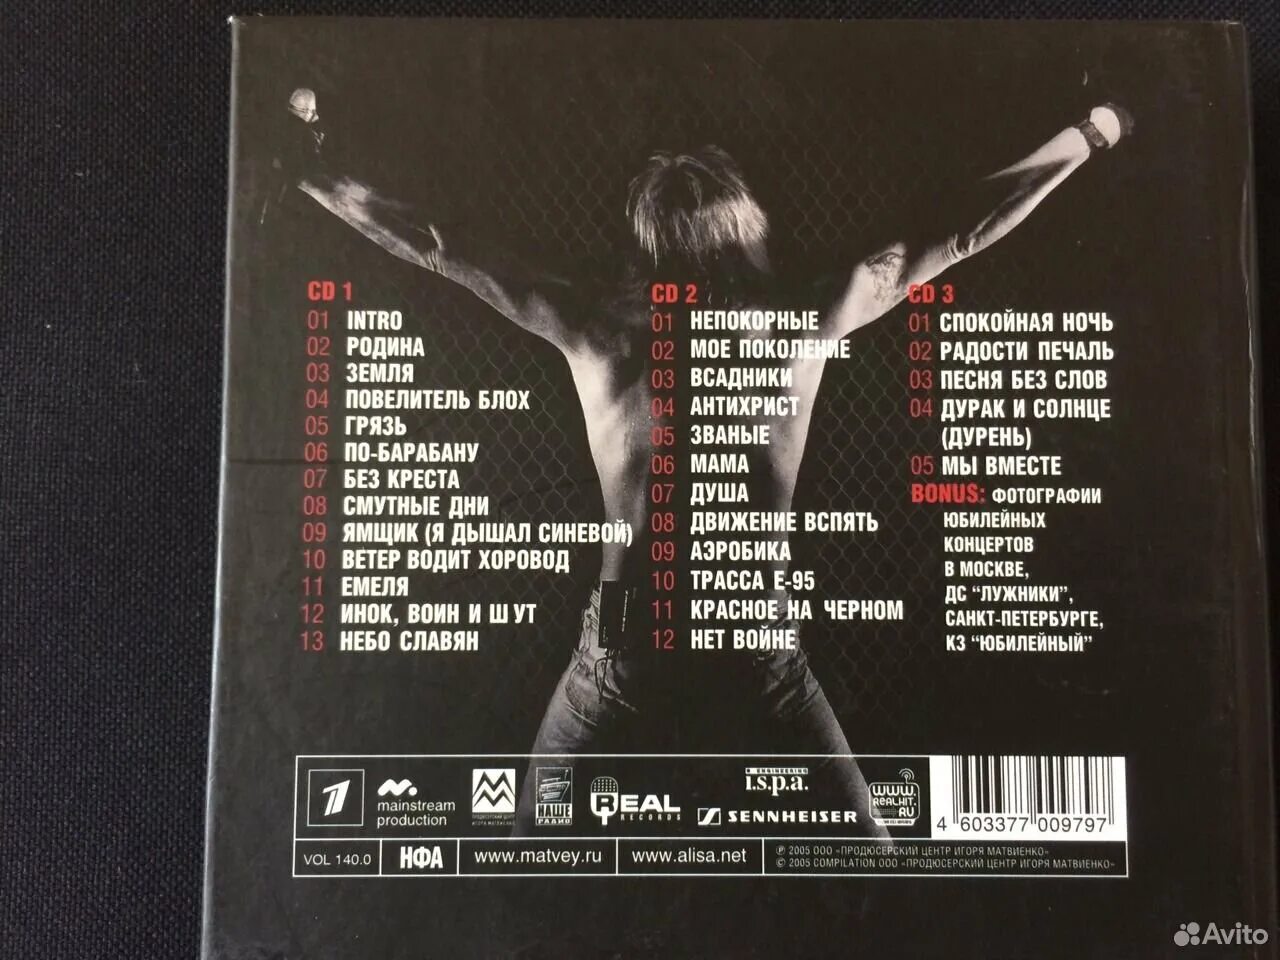 CD 1
01 INTRO
02 РОДИНА
03 ЗЕМЛЯ
04 ПОВЕЛИТЕЛЬ БЛОХ
05 ГРЯЗЬ
06 ПО-БАРАБАНУ
07 БЕЗ КРЕСТА
08 СМУТНЫЕ ДНИ
09 ЯМЩИК (Я ДЫШАЛ СИНЕВОЙ)
10 ВЕТЕР ВОДИТ ХОРОВОД
11 ЕМЕЛЯ
12 ИНОК, ВОИН И ШУТ
13 НЕБО СЛАВЯН
CD 2
01 НЕПОКОРНЫЕ
02 МОЕ ПОКОЛЕНИЕ
03 ВСАДНИКИ
04 АНТИХРИСТ
05 ЗВАНЫЕ
06 МАМА
07 ДУША
08 ДВИЖЕНИЕ ВСПЯТЬ
09 АЭРОБИКА
10 ТРАССА Е-95
11 КРАСНОЕ НА ЧЕРНОМ
12 НЕТ ВОЙНЕ
CD 3
01 СПОКОЙНАЯ НОЧЬ
02 РАДОСТИ ПЕЧАЛЬ
03 ПЕСНЯ БЕЗ СЛОВ
04 ДУРАК И СОЛНЦЕ
(ДУРЕНЬ)
05 МЫ ВМЕСТЕ
BONUS: ФОТОГРАФИИ
ЮБИЛЕЙНЫХ
КОНЦЕРТОВ
В МОСКВЕ,
ДС "ЛУЖНИКИ",
САНКТ-ПЕТЕРБУРГЕ,
КЗ "ЮБИЛЕЙНЫЙ"
1
mainstream
production
ПРОДЮСЕРСКИЙ ЦЕНТР
ИГОРЯ МАТВИЕНКО
НАШЕ
РАДИО
REAL
RECORDS
ENGINEERING
i.s.p.a.
SENNHEISER
WWW.
REALHIT.
RU
4 603377 009797
VOL 140.0
НФА
www.matvey.ru
www.alisa.net
℗ 2005 ООО «ПРОДЮСЕРСКИЙ ЦЕНТР ИГОРЯ МАТВИЕНКО»
© 2005 COMPILATION ООО «ПРОДЮСЕРСКИЙ ЦЕНТР ИГОРЯ МАТВИЕНКО»
Avito